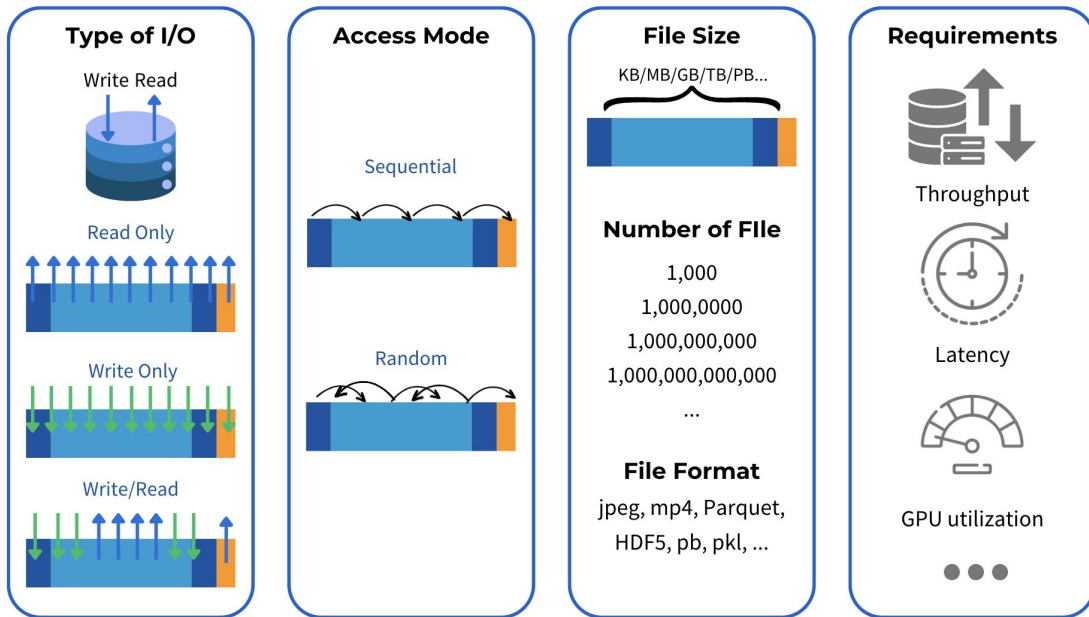 Type of I/O
Write Read
Read Only
Write Only
Write/Read
Access Mode
Sequential
Random
File Size
KB/MB/GB/TB/PB...
Number of FIle
1,000
1,000,0000
1,000,000,000
1,000,000,000,000
...
File Format
jpeg, mp4, Parquet,
HDF5, pb, pkl, ...
Requirements
Throughput
Latency
GPU utilization